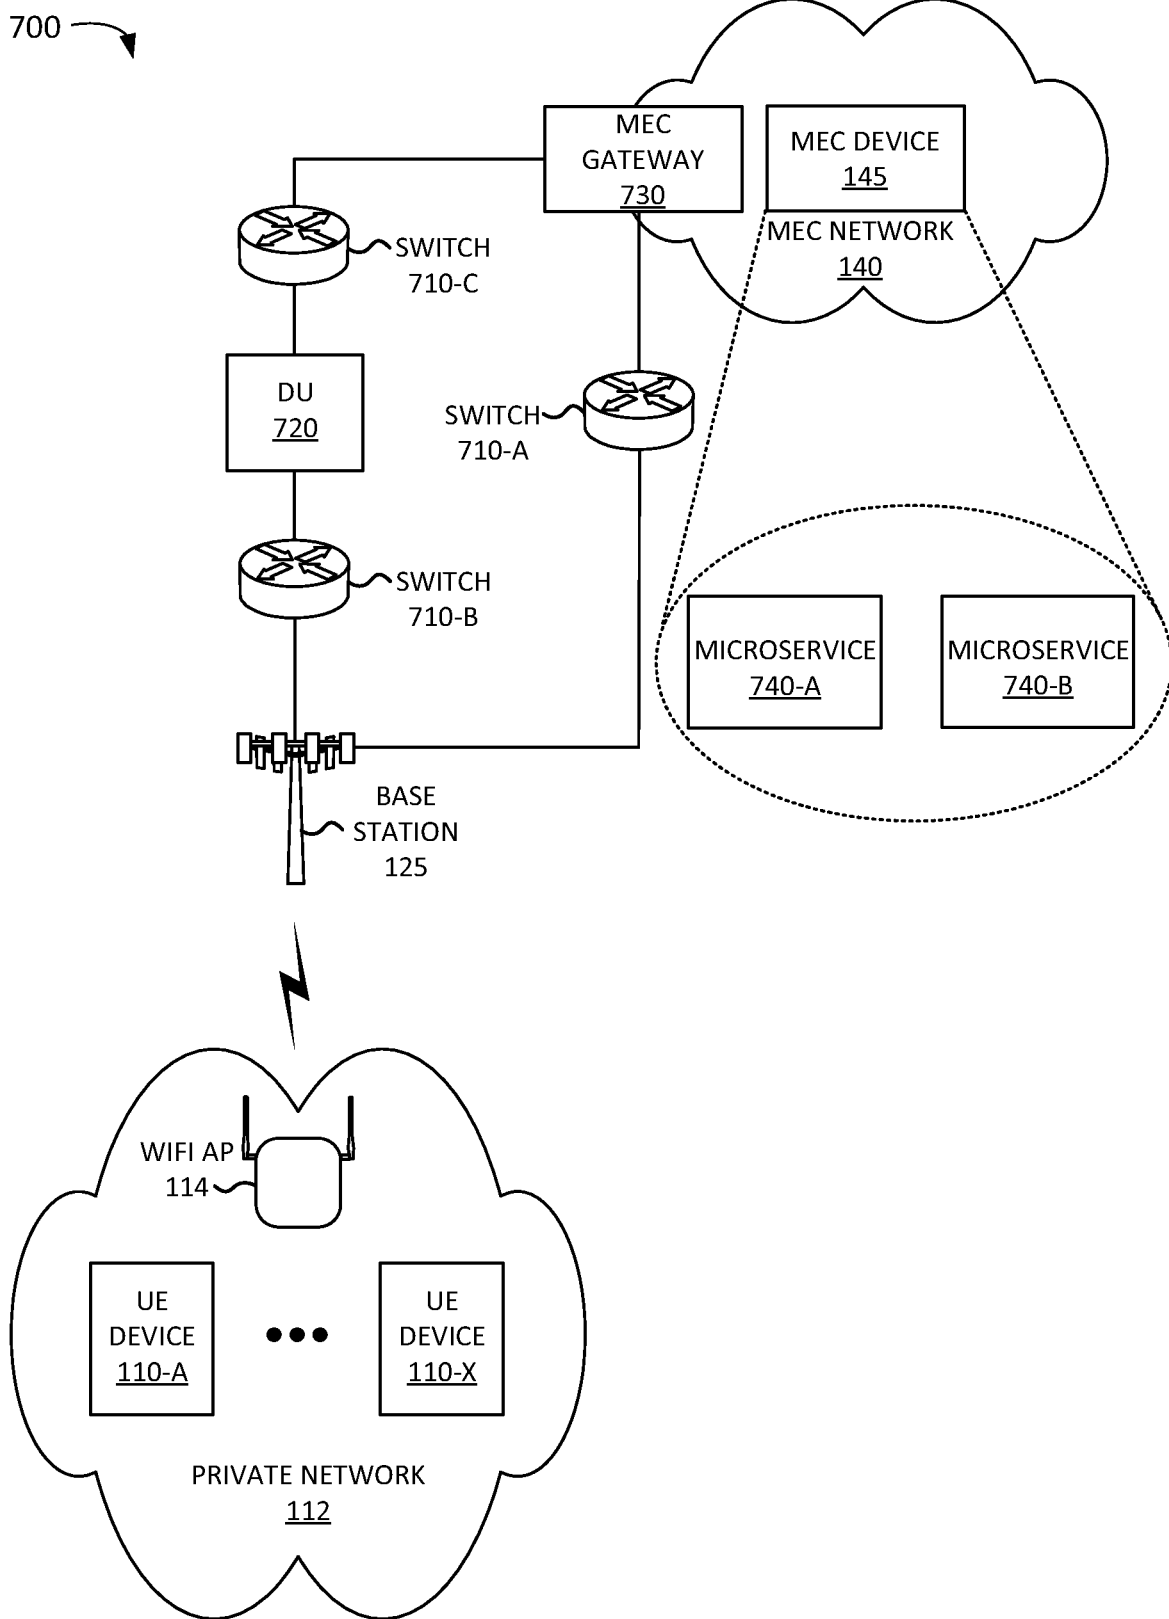 700
MEC
GATEWAY
730
MEC DEVICE
145
MEC NETWORK
140
SWITCH
710-C
DU
720
SWITCH
710-A
SWITCH
710-B
MICROSERVICE
740-A
MICROSERVICE
740-B
BASE
STATION
125
WIFI AP
114
UE
DEVICE
110-A
UE
DEVICE
110-X
PRIVATE NETWORK
112